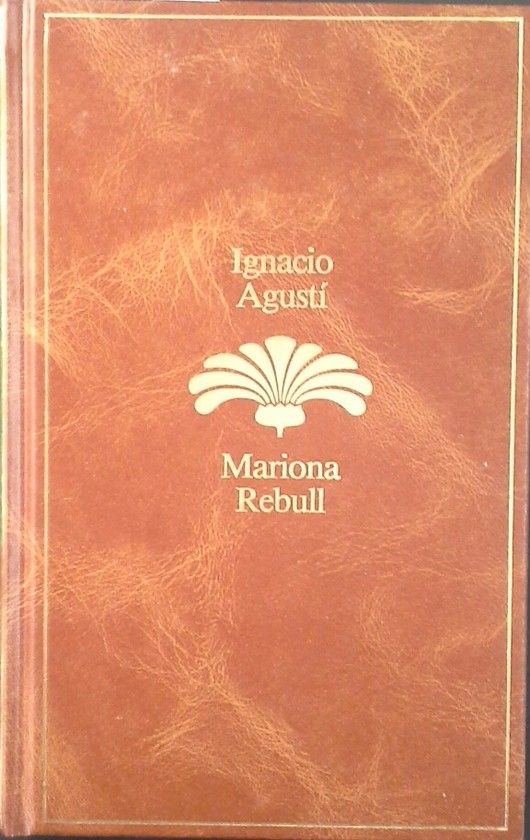 Ignacio
Agustí
Mariona
Rebull